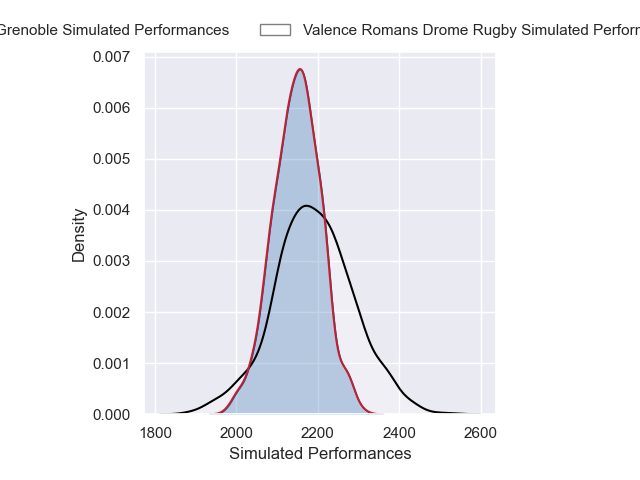 Grenoble Simulated Performances Valence Romans Drome Rugby Simulated Perfor
0.007
0.006
0.005
0.004
0.003
0.002
0.001
0.000
Density
1800 2000 2200 2400 2600
Simulated Performances